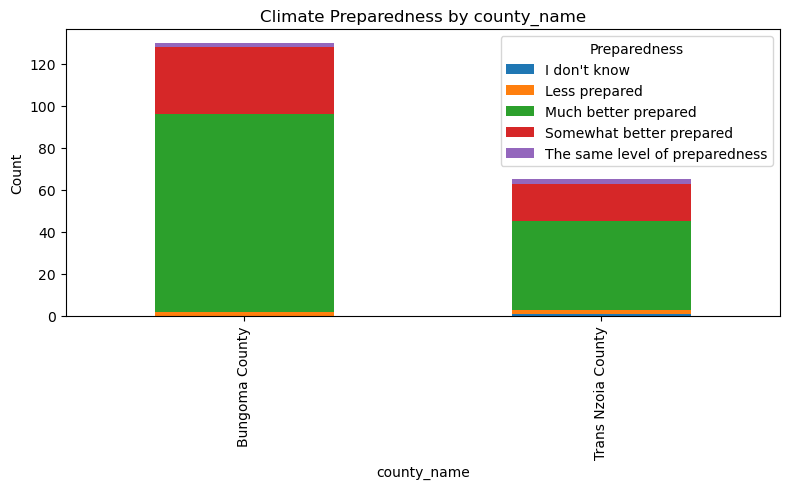 Climate Preparedness by county_name
Preparedness
I don't know
Less prepared
Much better prepared
Somewhat better prepared
The same level of preparedness
Count
120
100
80
60
40
20
0
Bungoma County
Trans Nzoia County
county_name